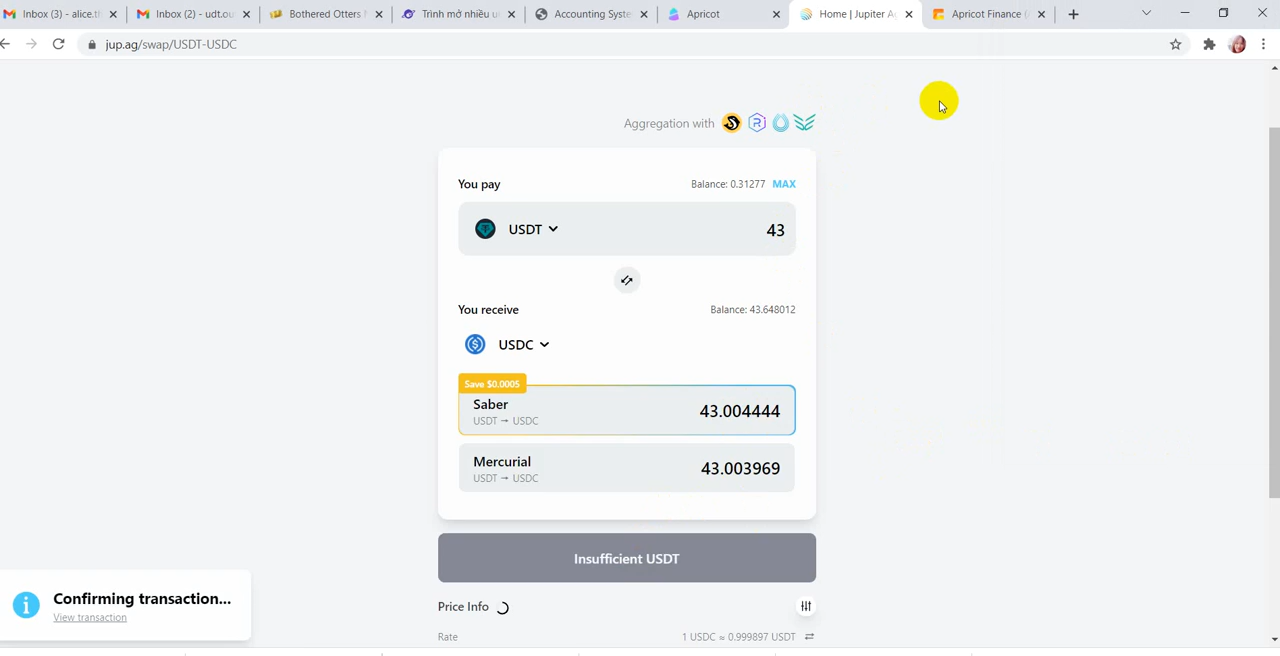 Inbox (3) - alice.th
Inbox (2) - udt.ou
Bothered Otters N
Trình mở nhiều u
Accounting Syste
Apricot
Home | Jupiter Ag
Apricot Finance (
jup.ag/swap/USDT-USDC
Aggregation with
You pay
Balance: 0.31277 MAX
USDT
43
You receive
Balance: 43.648012
USDC
Save $0.0005
Saber
43.004444
USDT → USDC
Mercurial
43.003969
USDT → USDC
Insufficient USDT
Confirming transaction...
View transaction
Price Info
Rate
1 USDC ≈ 0.999897 USDT